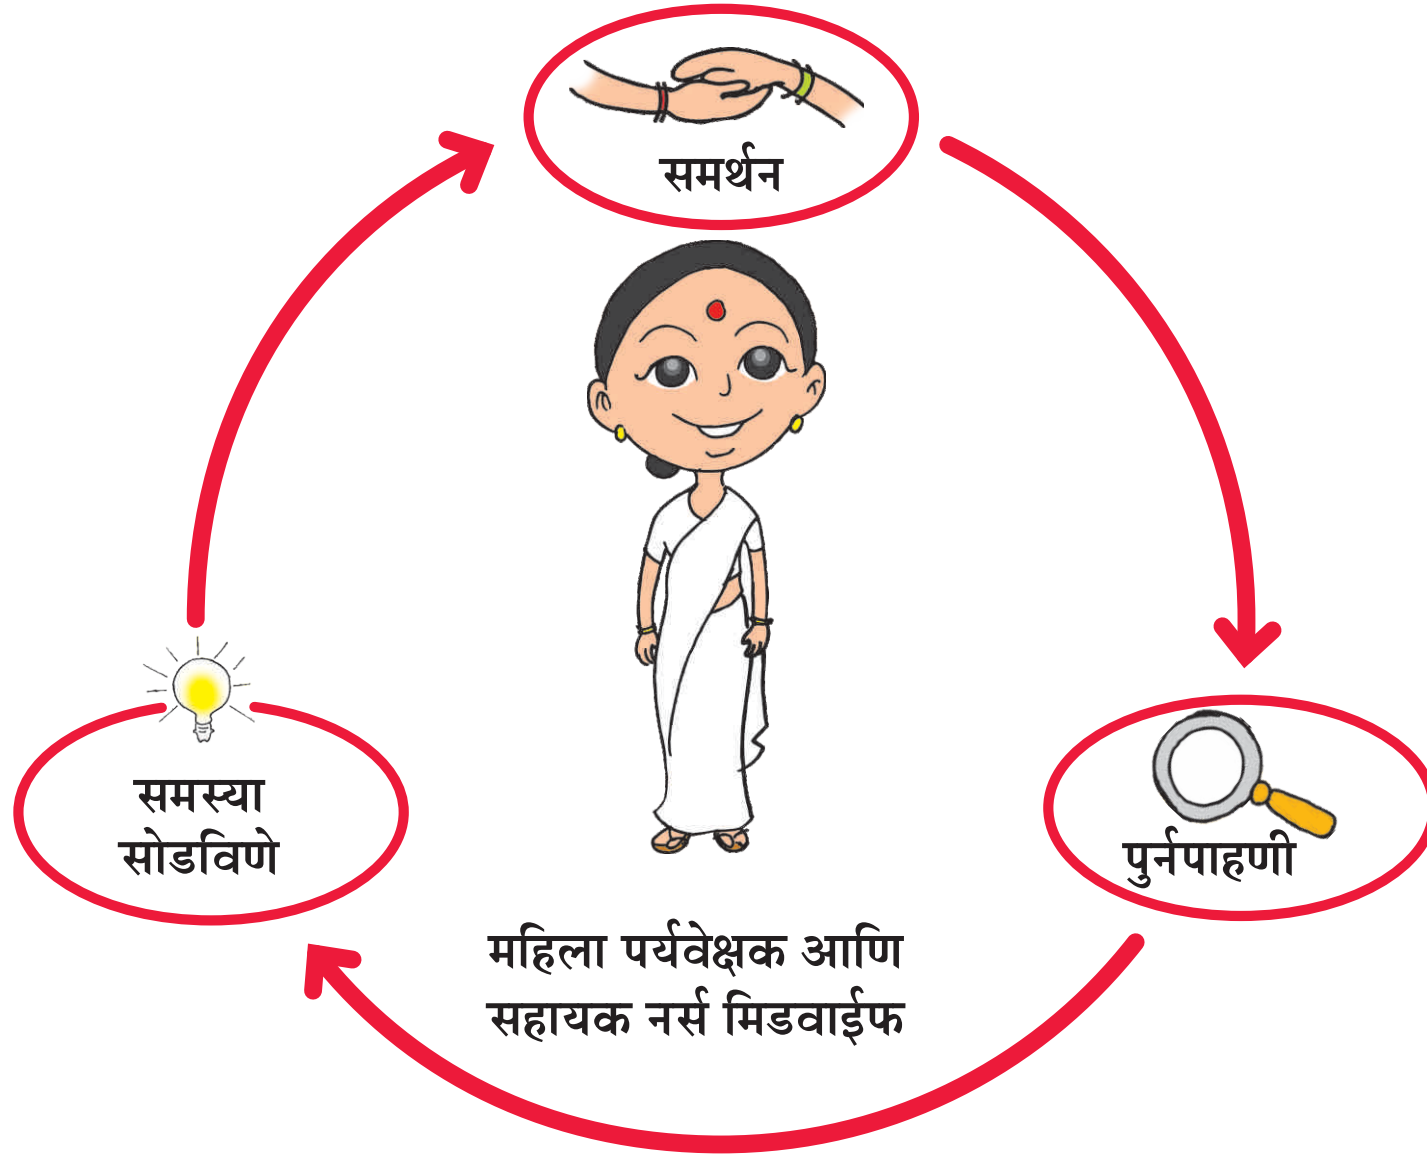 समर्थन
समस्या
सोडविणे
पुर्नपाहणी
महिला पर्यवेक्षक आणि
सहायक नर्स मिडवाईफ